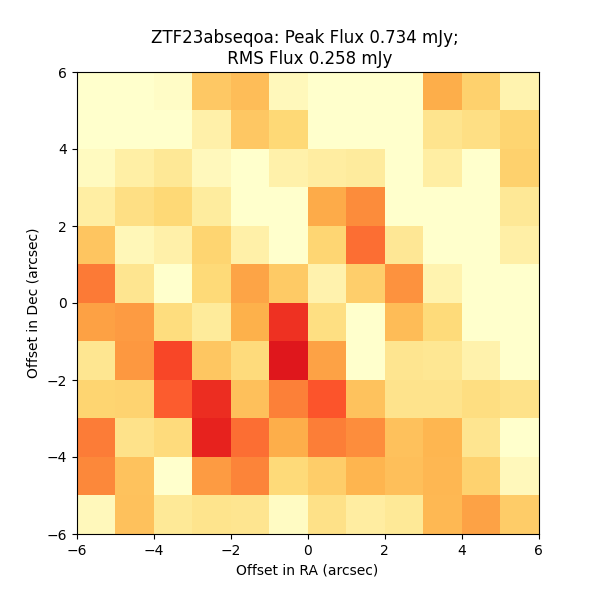 ZTF23abseqoa: Peak Flux 0.734 mJy;
RMS Flux 0.258 mJy
6
4
2
0
−2
−4
−6
Offset in Dec (arcsec)
−6 −4 −2 0 2 4 6
Offset in RA (arcsec)